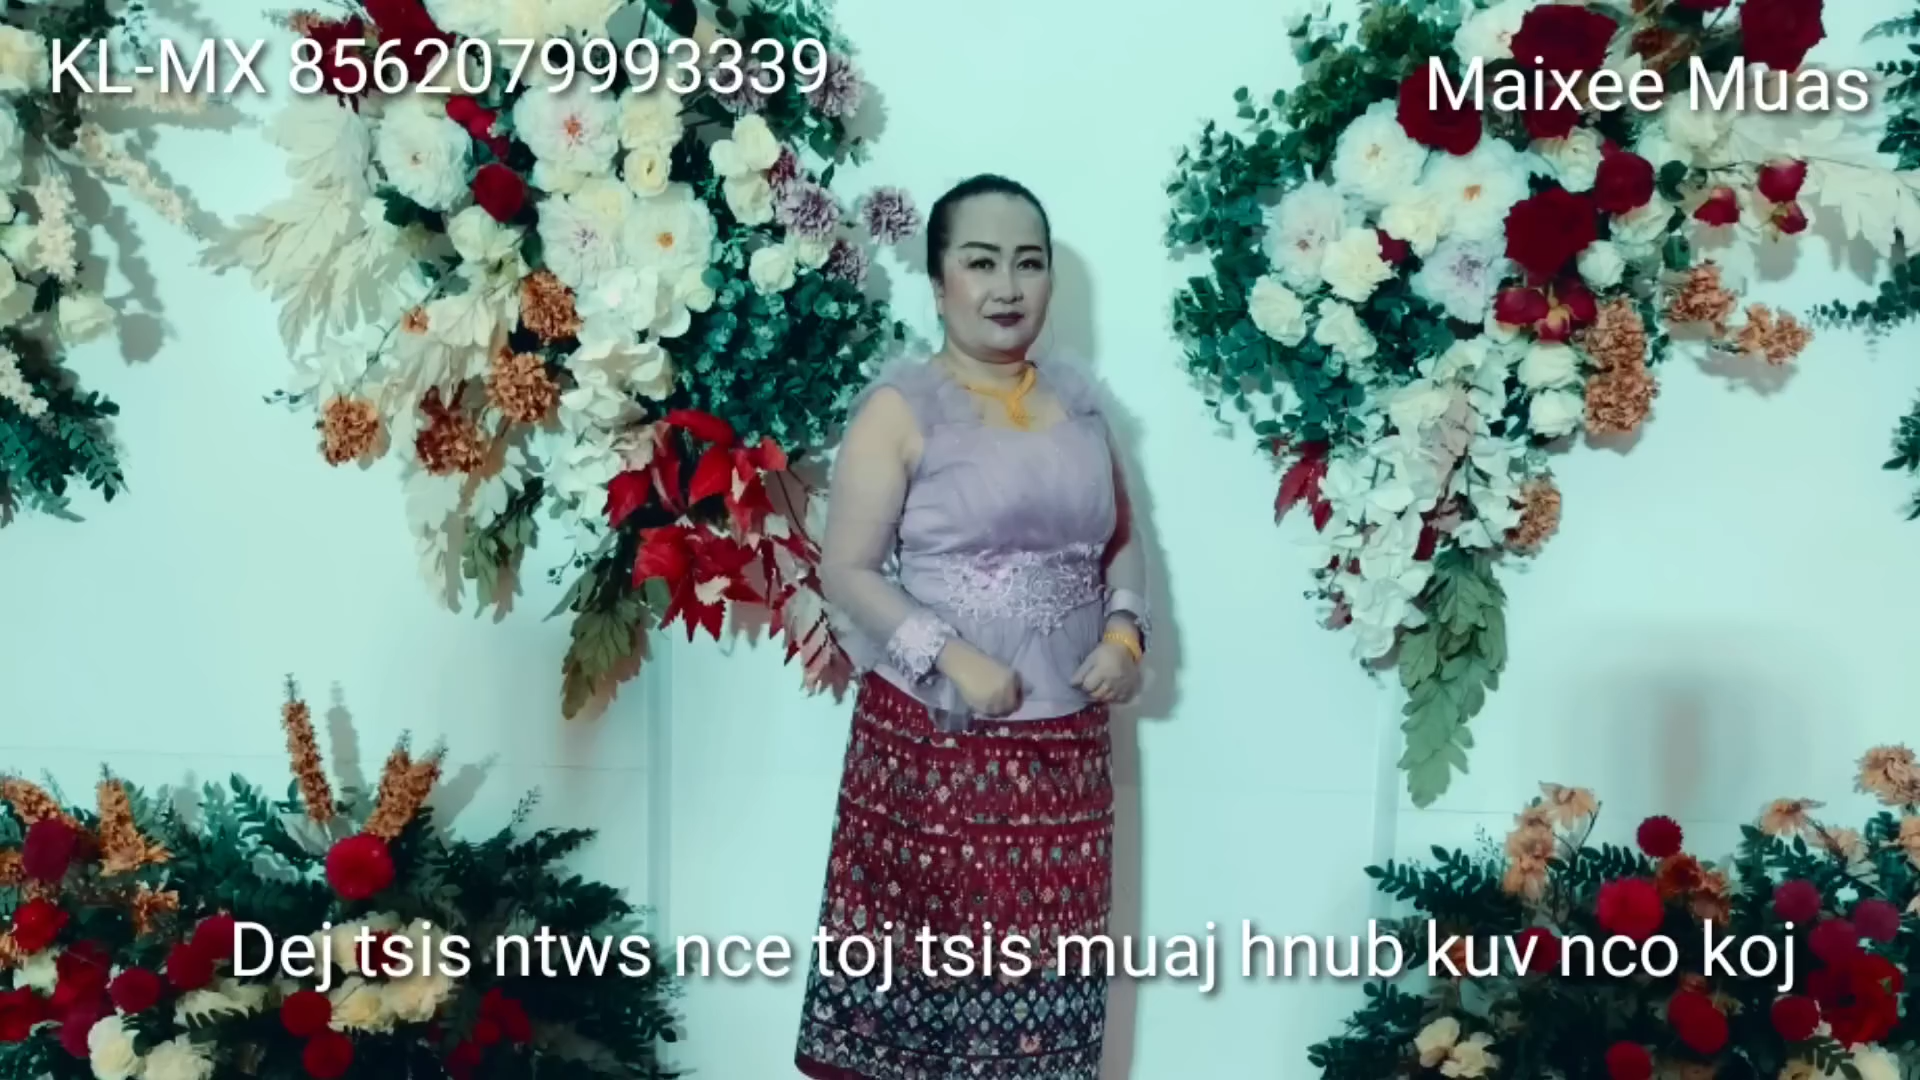 KL-MX 8562079993339
Maixee Muas
Dej tsis ntws nce toj tsis muaj hnub kuv nco koj